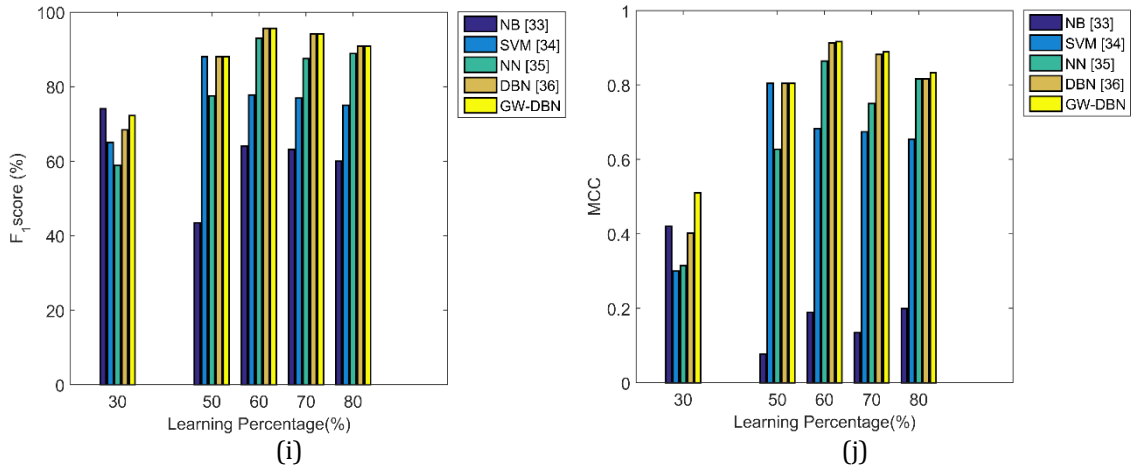 100
80
60
40
20
0
F1score (%)
30
50
60
70
80
Learning Percentage(%)
NB [33]
SVM [34]
NN [35]
DBN [36]
GW-DBN
(i)
1
0.8
0.6
0.4
0.2
0
MCC
30
50
60
70
80
Learning Percentage(%)
NB [33]
SVM [34]
NN [35]
DBN [36]
GW-DBN
(j)